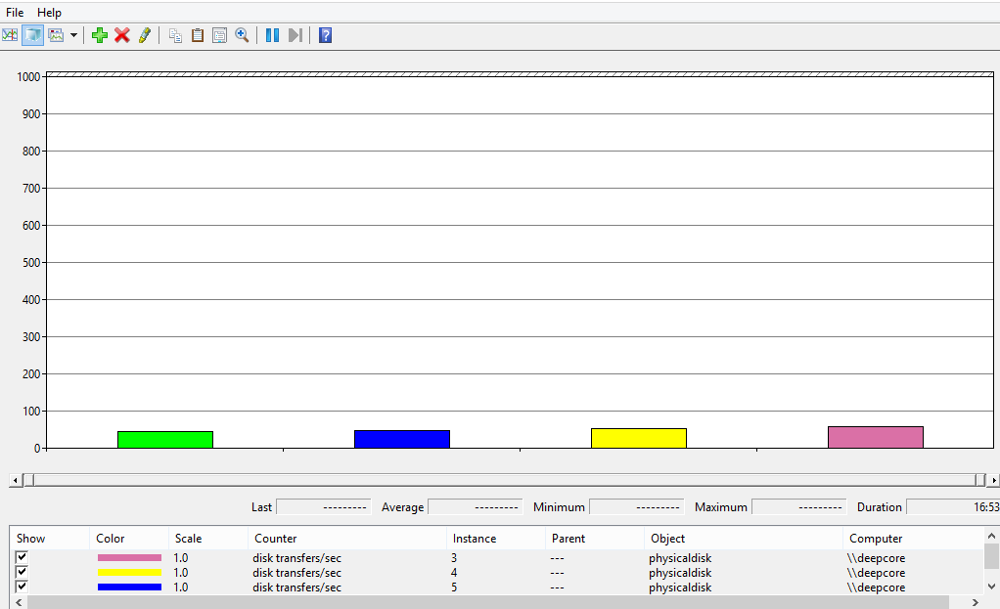 File Help
1000
900
800
700
600
500
400
300
200
100
0
Last --------- Average --------- Minimum --------- Maximum --------- Duration 16:53
Show Color Scale Counter Instance Parent Object Computer
1.0 disk transfers/sec 3 --- physicaldisk \\deepcore
1.0 disk transfers/sec 4 --- physicaldisk \\deepcore
1.0 disk transfers/sec 5 --- physicaldisk \\deepcore